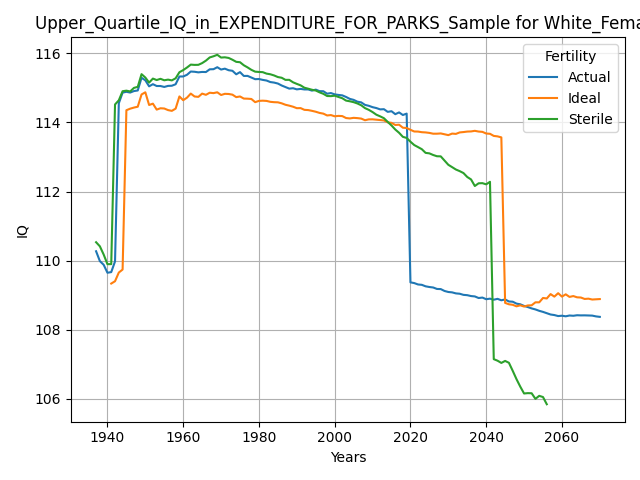 Upper_Quartile_IQ_in_EXPENDITURE_FOR_PARKS_Sample for White_Fema
Fertility
Actual
Ideal
Sterile
IQ
116
114
112
110
108
106
1940 1960 1980 2000 2020 2040 2060
Years